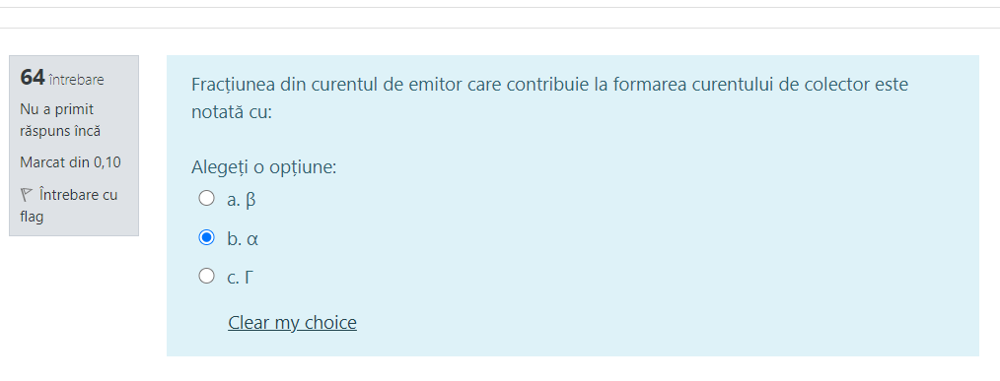 64 întrebare
Nu a primit
răspuns încă
Marcat din 0,10
Întrebare cu
flag
Fracțiunea din curentul de emitor care contribuie la formarea curentului de colector este
notată cu:
Alegeți o opțiune:
a. β
b. α
c. Γ
Clear my choice